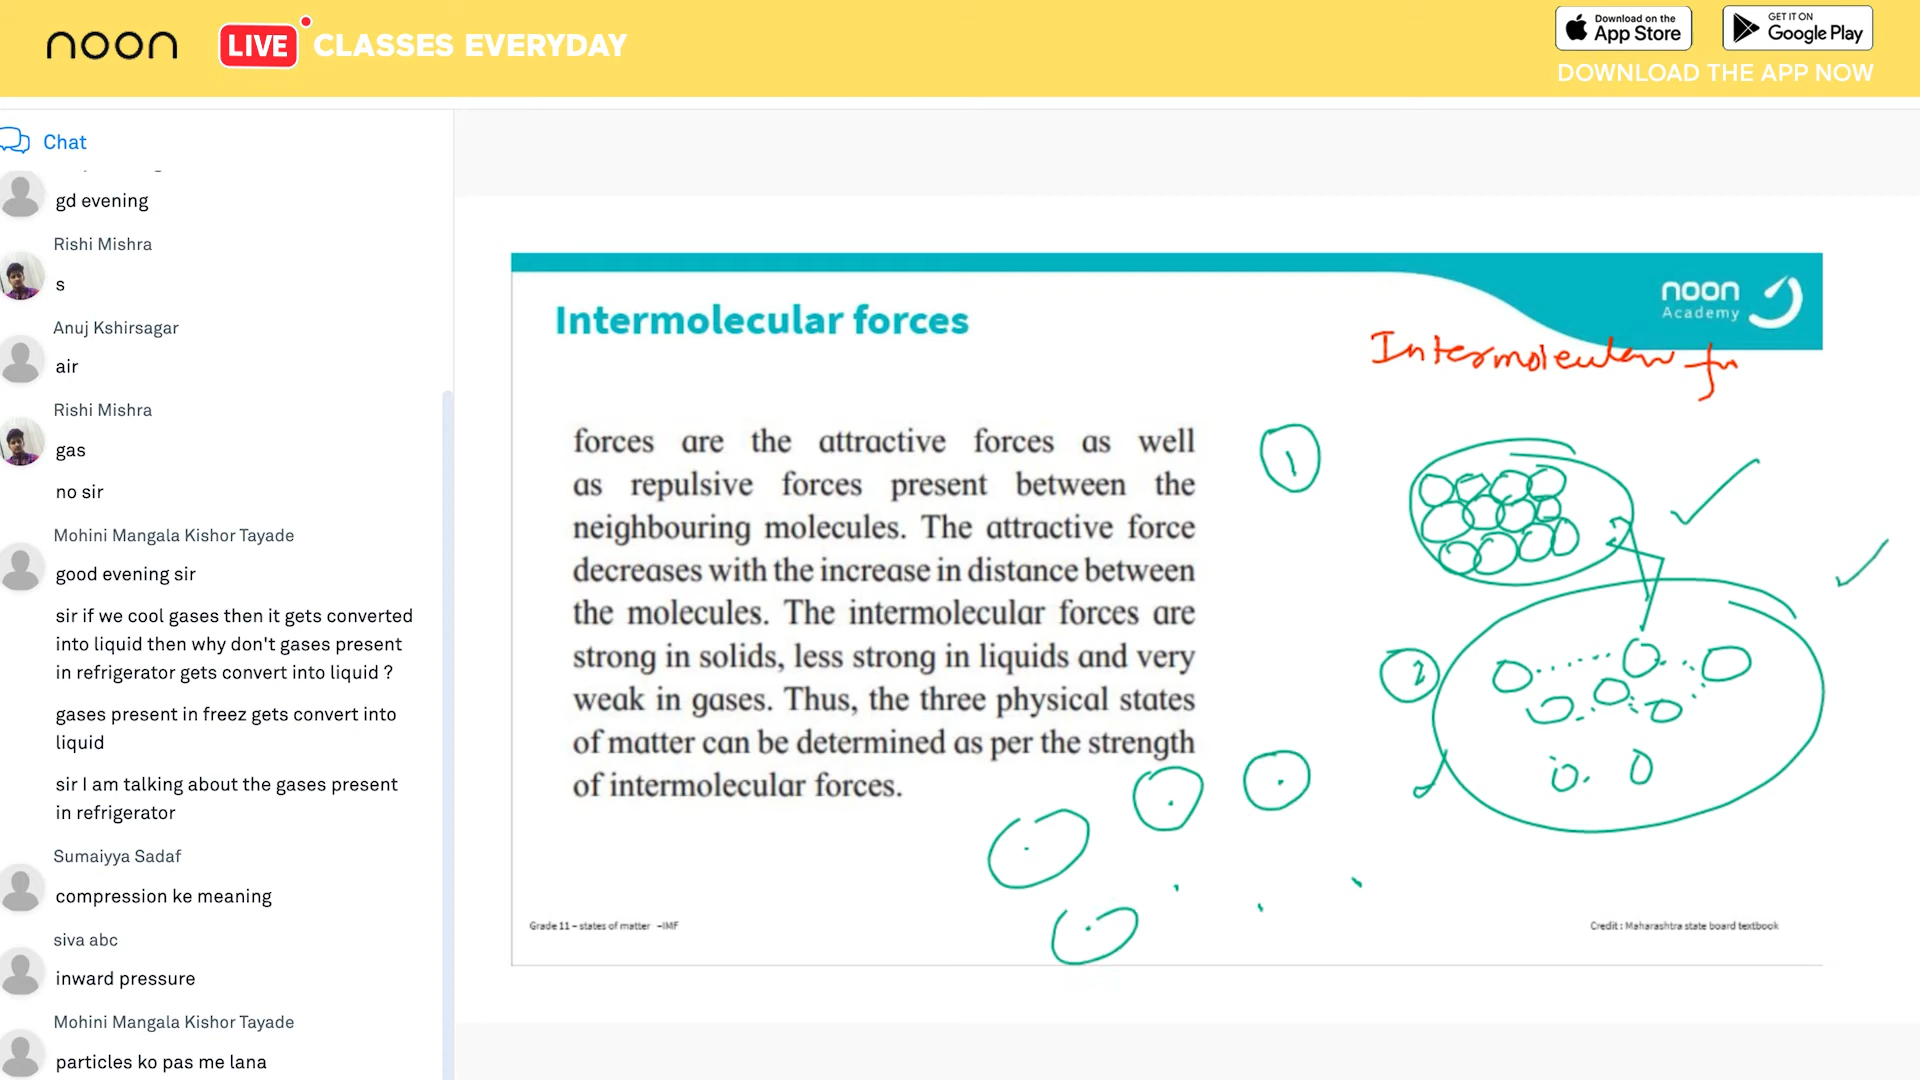 noon LIVE CLASSES EVERYDAY
Download on the App Store
GET IT ON Google Play
DOWNLOAD THE APP NOW
Chat
gd evening
Rishi Mishra
s
Anuj Kshirsagar
air
Rishi Mishra
gas
no sir
Mohini Mangala Kishor Tayade
good evening sir
sir if we cool gases then it gets converted
into liquid then why don't gases present
in refrigerator gets convert into liquid ?
gases present in freez gets convert into
liquid
sir I am talking about the gases present
in refrigerator
Sumaiyya Sadaf
compression ke meaning
siva abc
inward pressure
Mohini Mangala Kishor Tayade
particles ko pas me lana
noon
Academy
Intermolecular forces
Intermolecular
forces are the attractive forces as well
as repulsive forces present between the
neighbouring molecules. The attractive force
decreases with the increase in distance between
the molecules. The intermolecular forces are
strong in solids, less strong in liquids and very
weak in gases. Thus, the three physical states
of matter can be determined as per the strength
of intermolecular forces.
1
2
Grade 11 – states of matter –IMF
Credit : Maharashtra state board textbook